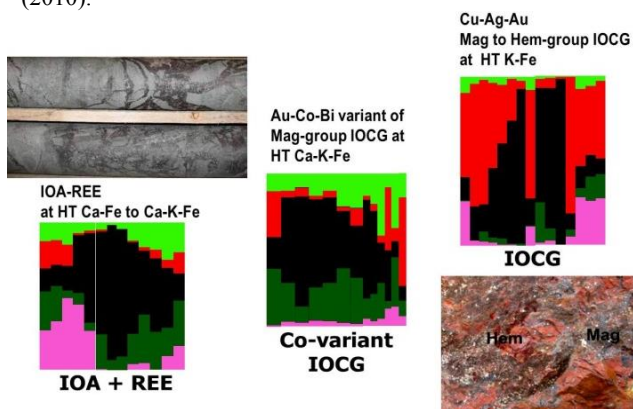 (2010).
Cu-Ag-Au
Mag to Hem-group IOCG
at HT K-Fe
Au-Co-Bi variant of
Mag-group IOCG at
HT Ca-K-Fe
IOA-REE
at HT Ca-Fe to Ca-K-Fe
IOCG
Hem Mag
Co-variant
IOCG
IOA + REE